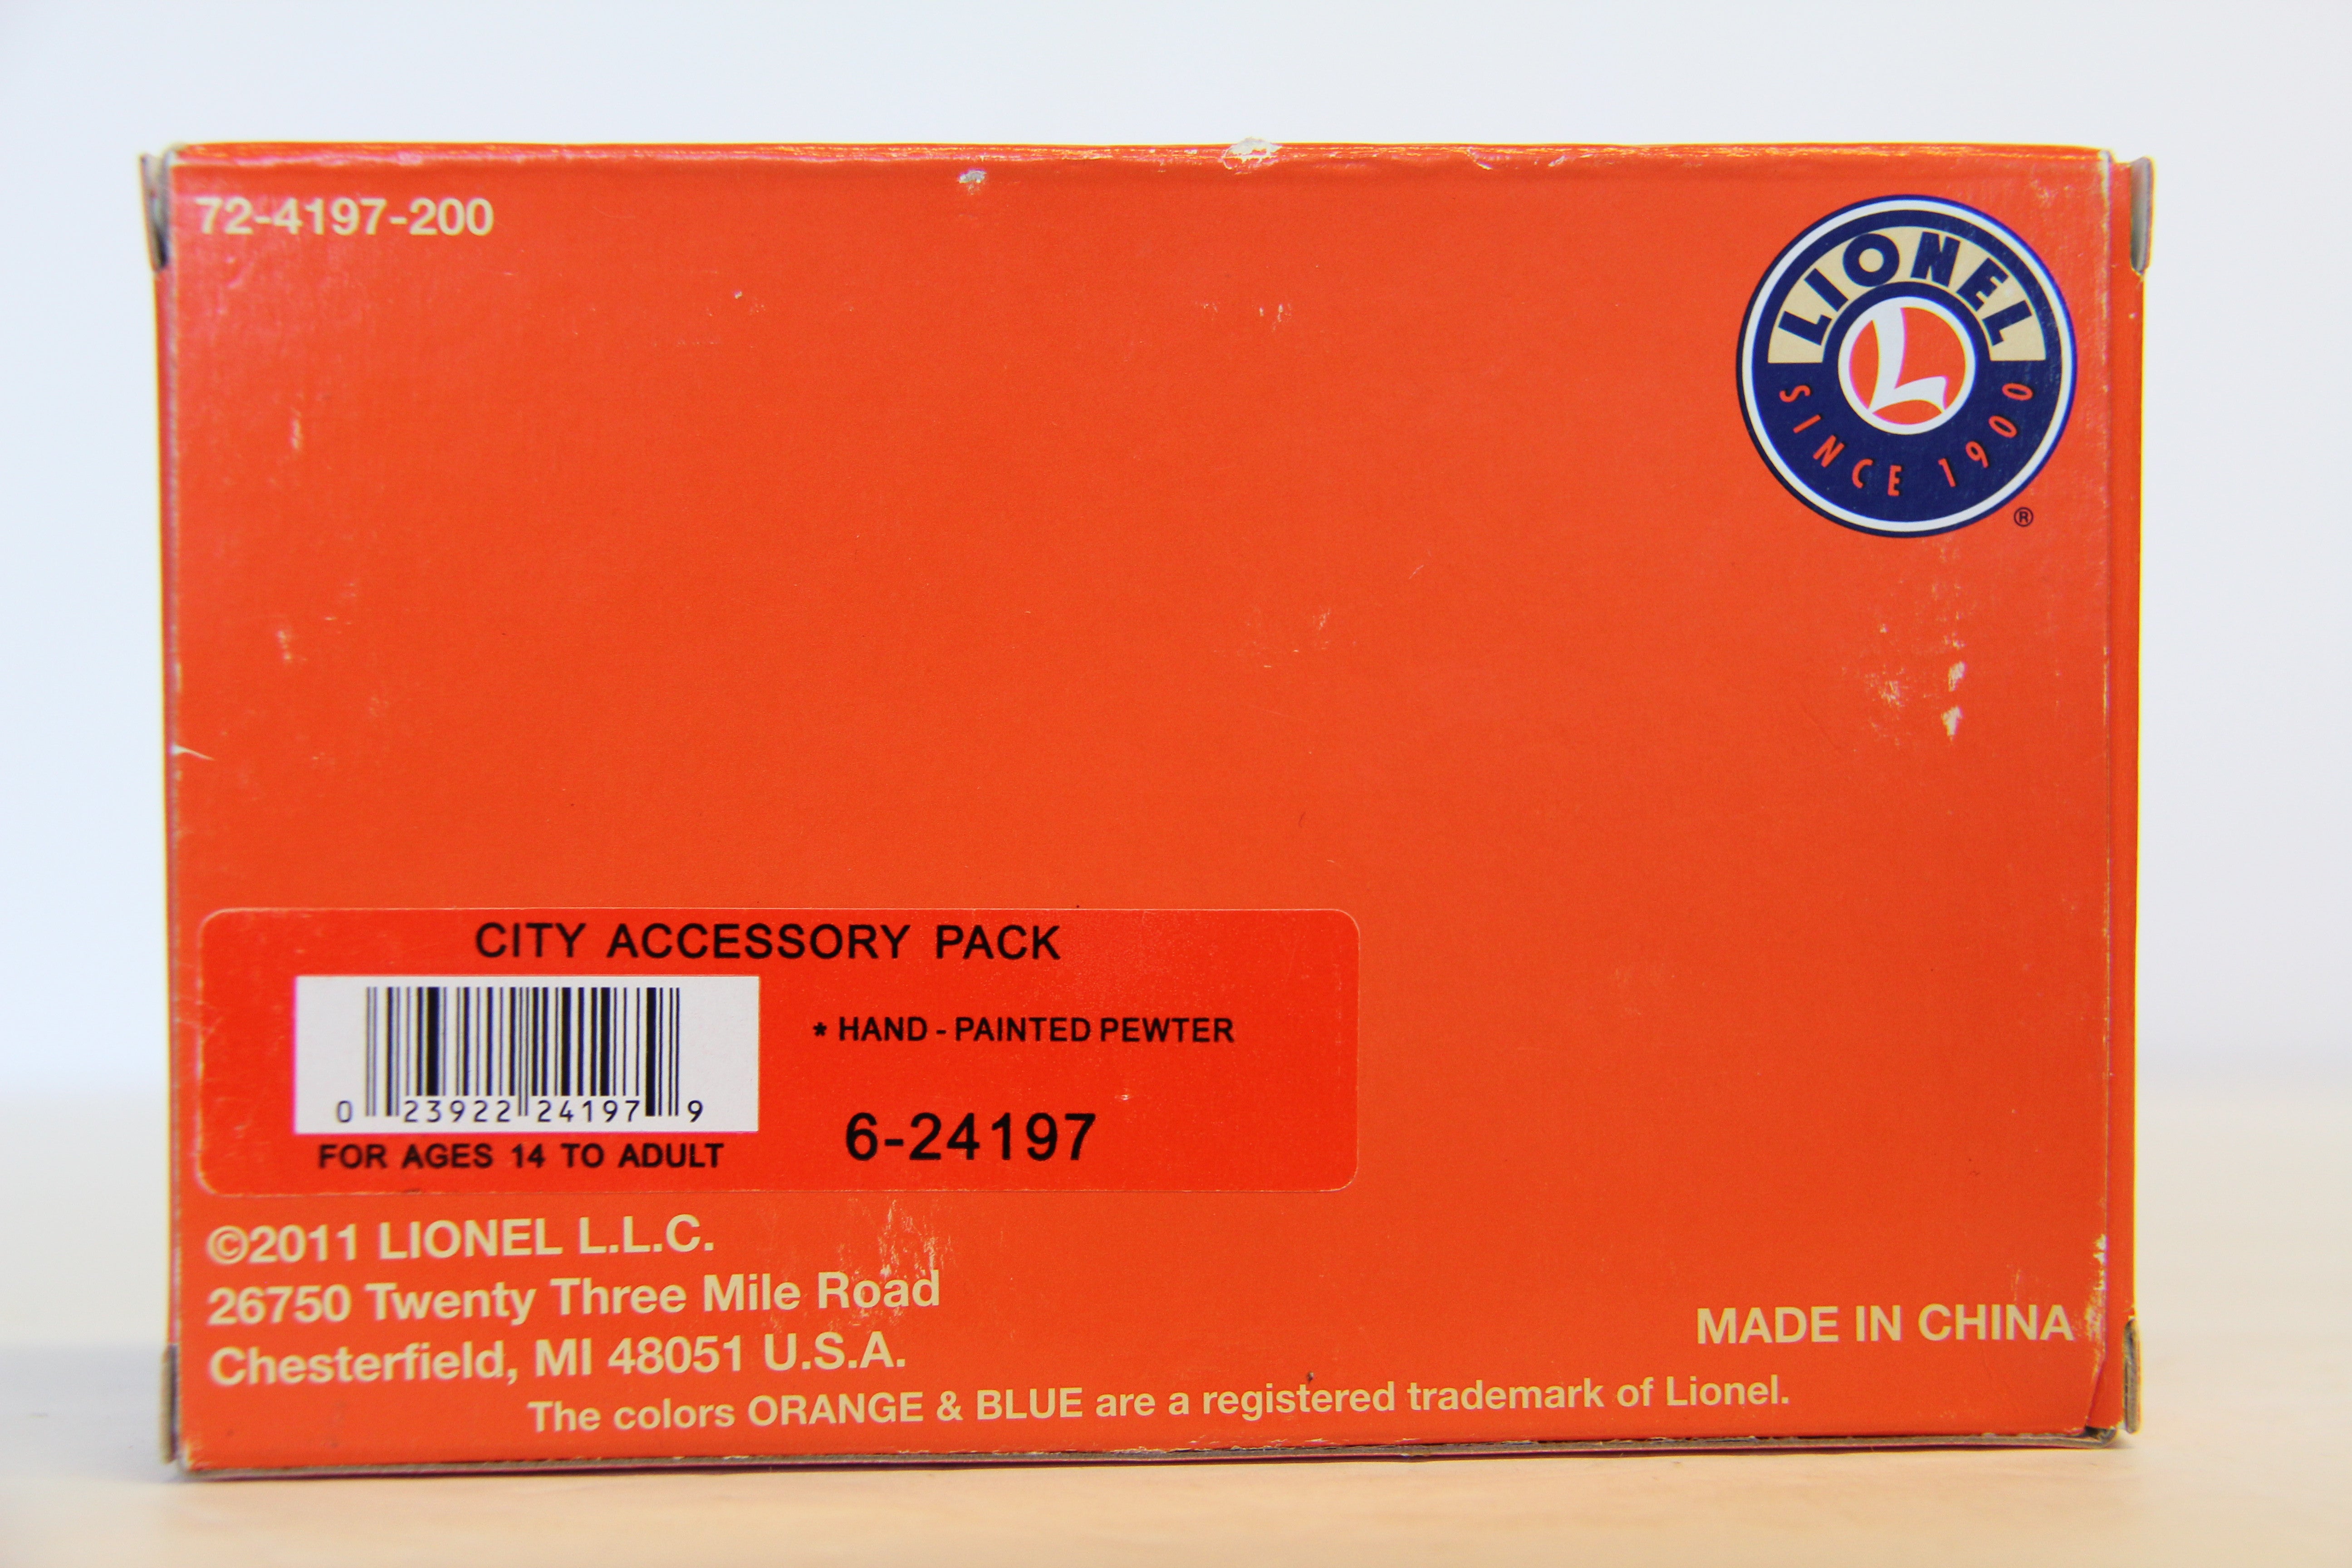 72-4197-200
LIONEL
L
SINCE 1900
®
CITY ACCESSORY PACK
* HAND - PAINTED PEWTER
0 23922 24197 9
6-24197
FOR AGES 14 TO ADULT
©2011 LIONEL L.L.C.
26750 Twenty Three Mile Road
Chesterfield, MI 48051 U.S.A.
MADE IN CHINA
The colors ORANGE & BLUE are a registered trademark of Lionel.